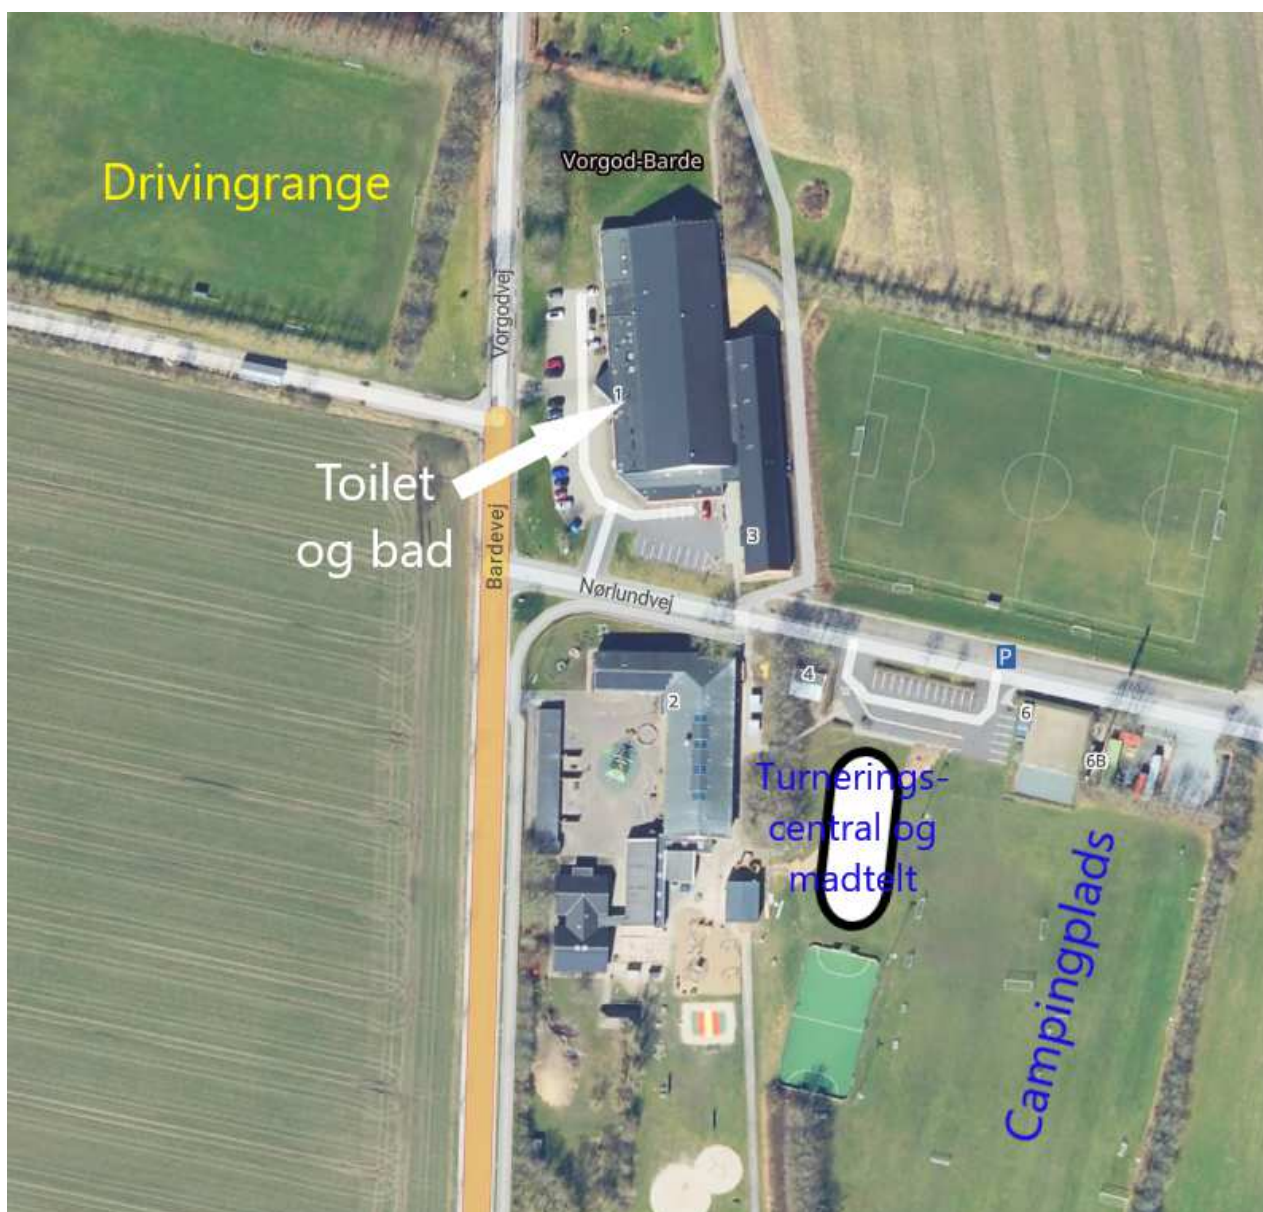 Drivingrange
Vorgod-Barde
Vorgodvej
1
Toilet
og bad
Bardevej
3
Nørlundvej
P
4
2
6
6B
Turnerings-
central og
madtelt
Campingplads